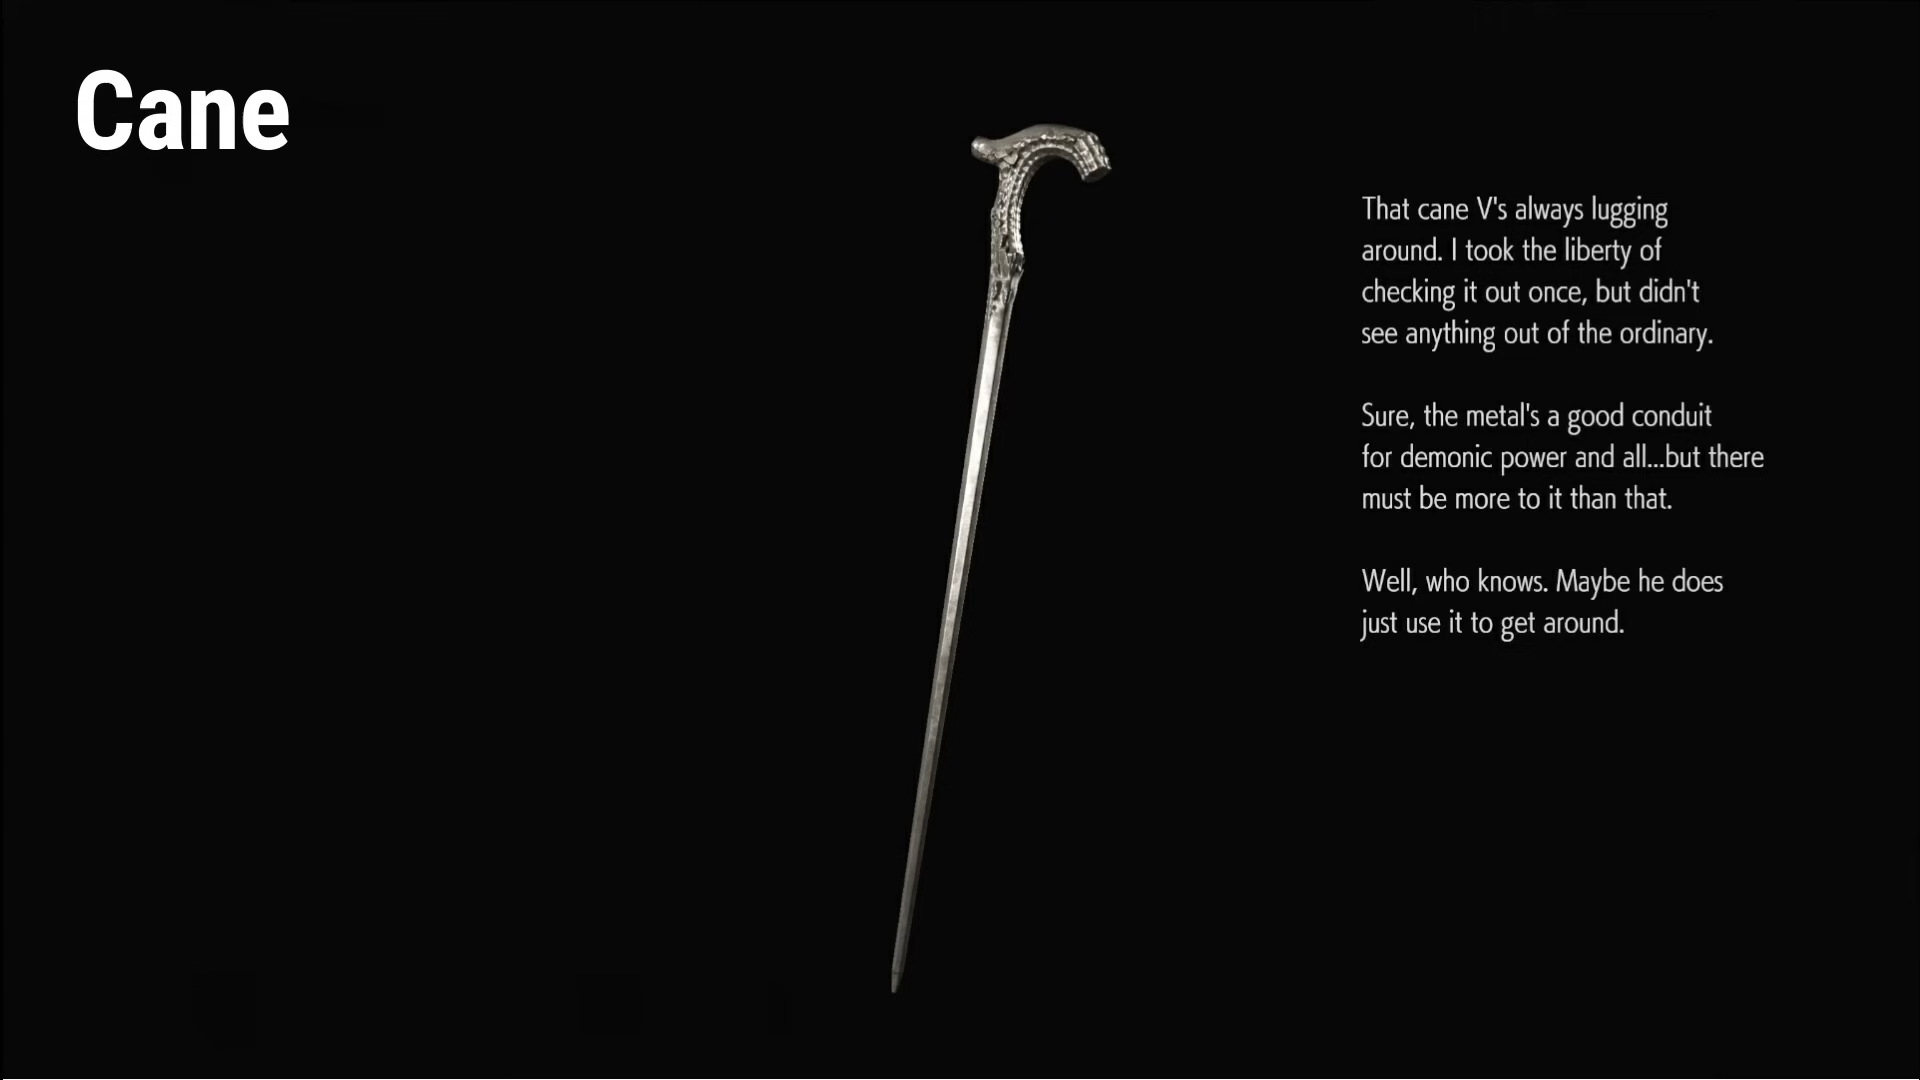 Cane
That cane V's always lugging
around. I took the liberty of
checking it out once, but didn't
see anything out of the ordinary.
Sure, the metal's a good conduit
for demonic power and all...but there
must be more to it than that.
Well, who knows. Maybe he does
just use it to get around.